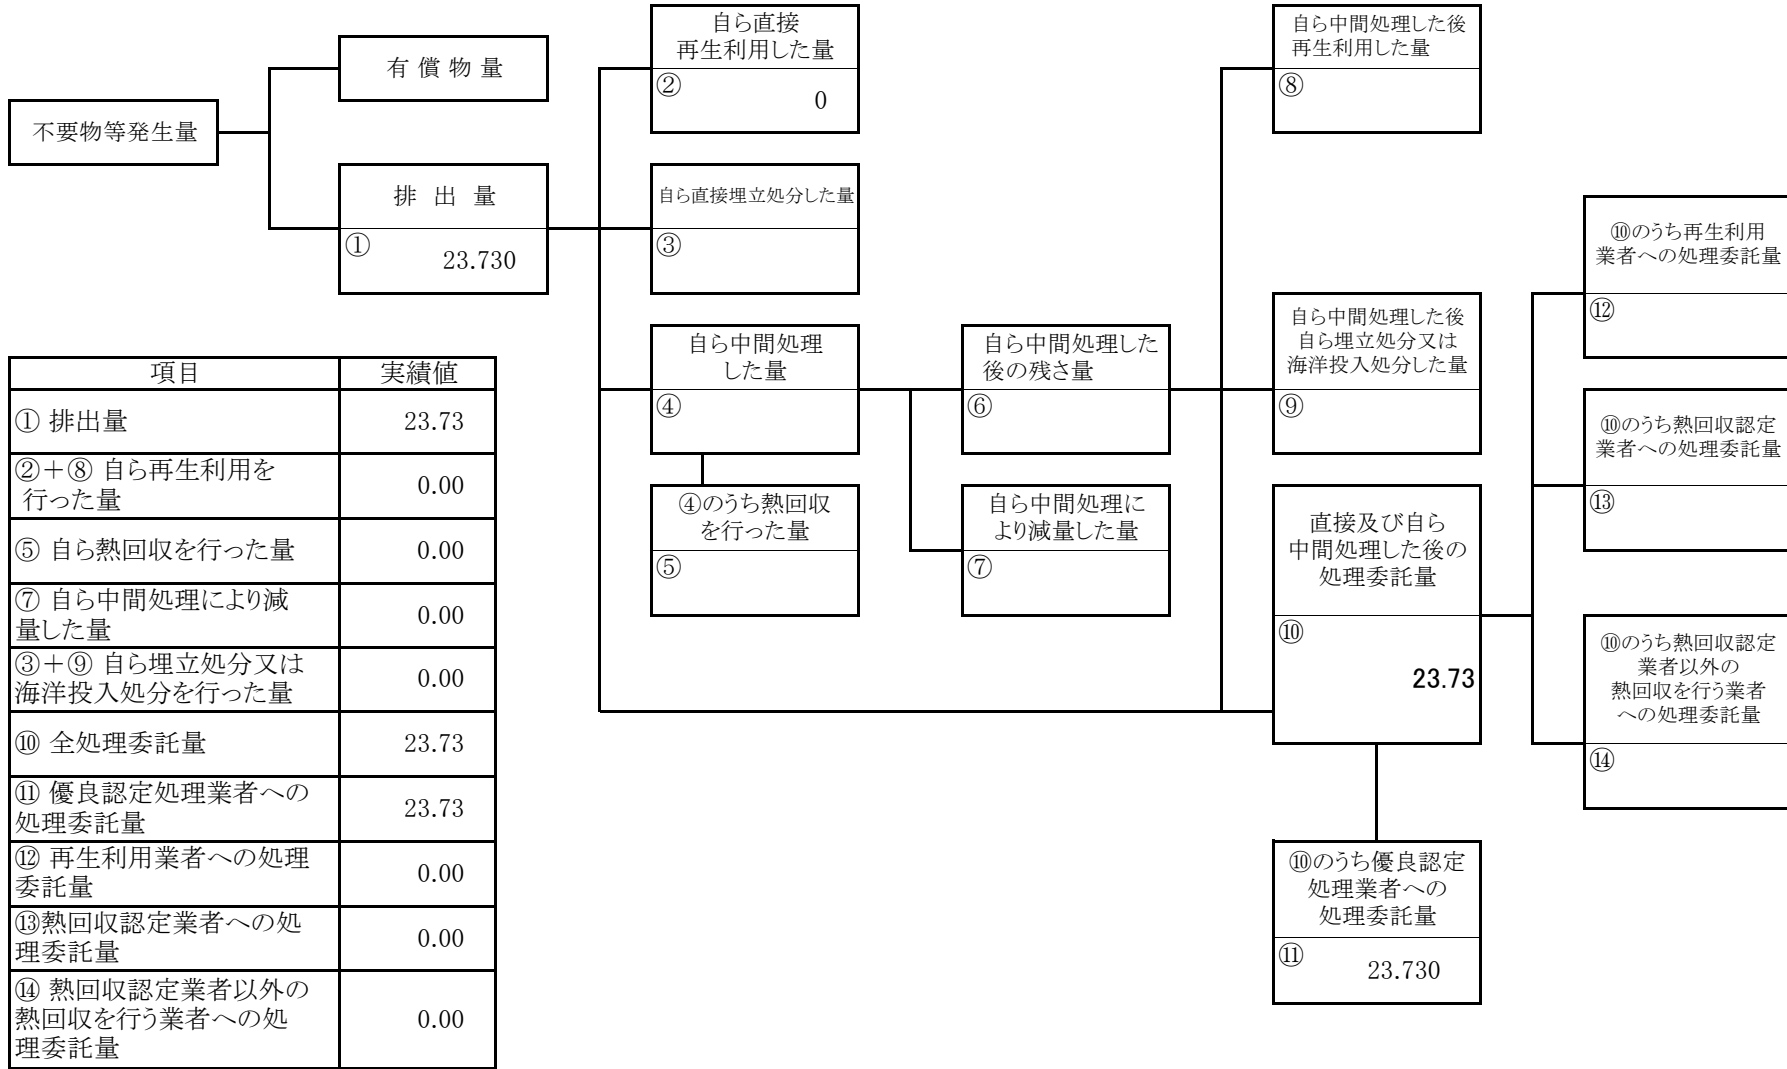 不要物等発生量
有 償 物 量
排 出 量
①
23.730
自ら直接
再生利用した量
②
0
自ら直接埋立処分した量
③
自ら中間処理
した量
④
④のうち熱回収
を行った量
⑤
自ら中間処理した
後の残さ量
⑥
自ら中間処理に
より減量した量
⑦
自ら中間処理した後
再生利用した量
⑧
自ら中間処理した後
自ら埋立処分又は
海洋投入処分した量
⑨
直接及び自ら
中間処理した後の
処理委託量
⑩
23.73
⑩のうち優良認定
処理業者への
処理委託量
⑪
23.730
⑩のうち再生利用
業者への処理委託量
⑫
⑩のうち熱回収認定
業者への処理委託量
⑬
⑩のうち熱回収認定
業者以外の
熱回収を行う業者
への処理委託量
⑭
項目 実績値
① 排出量 23.73
②+⑧ 自ら再生利用を
行った量 0.00
⑤ 自ら熱回収を行った量 0.00
⑦ 自ら中間処理により減
量した量 0.00
③+⑨ 自ら埋立処分又は
海洋投入処分を行った量 0.00
⑩ 全処理委託量 23.73
⑪ 優良認定処理業者への
処理委託量 23.73
⑫ 再生利用業者への処理
委託量 0.00
⑬熱回収認定業者への処
理委託量 0.00
⑭ 熱回収認定業者以外の
熱回収を行う業者への処
理委託量 0.00